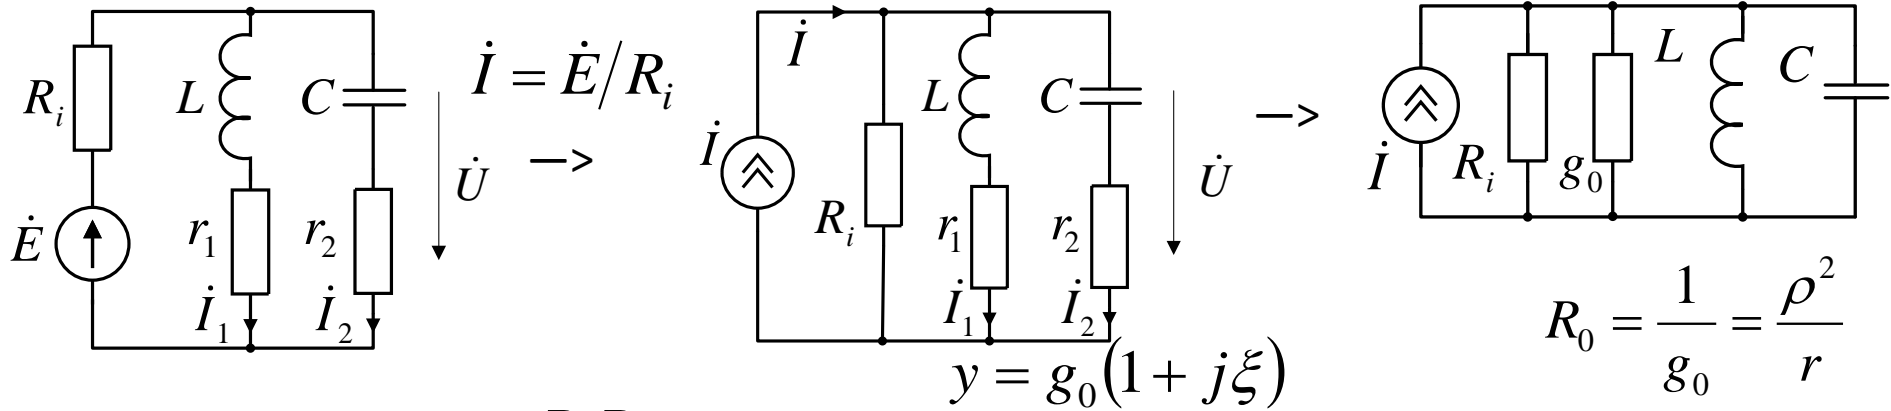 R_i
L
C
Ė
r_1
r_2
İ_1
İ_2
U̇
İ = Ė/R_i
—>
İ
İ
R_i
L
C
r_1
r_2
İ_1
İ_2
U̇
—>
İ
R_i
g_0
L
C
y = g_0(1 + jξ)
R_0 = 1/g_0 = ρ^2/r